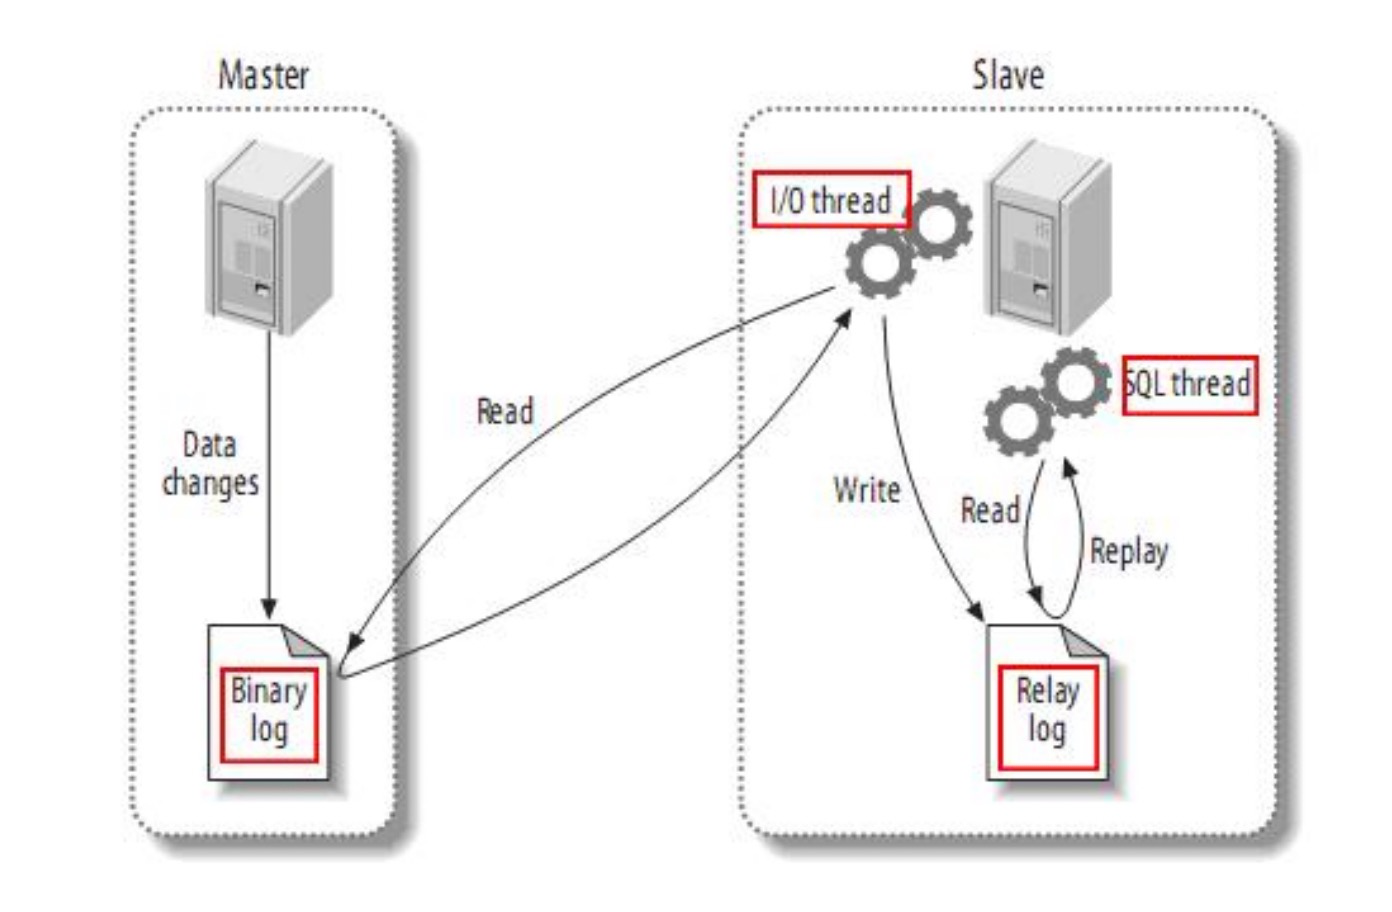 Master
Slave
I/O thread
SQL thread
Read
Data
changes
Write
Read
Replay
Binary
log
Relay
log